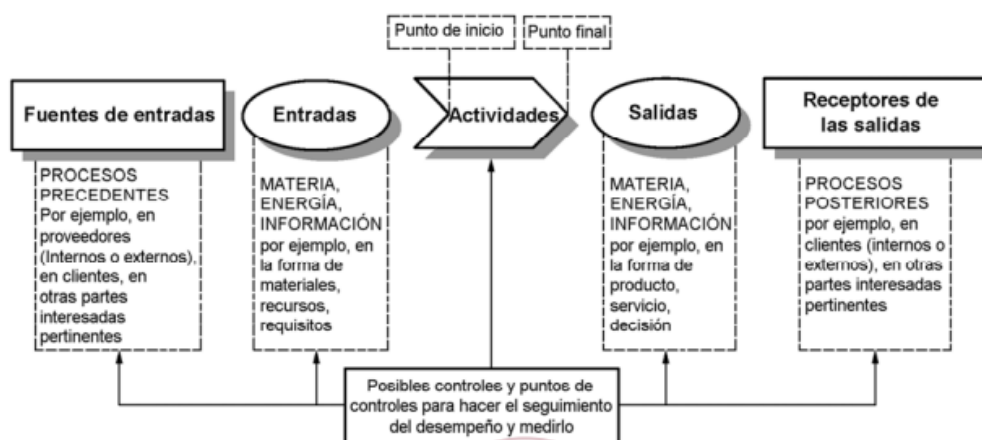 Punto de inicio
Punto final
Fuentes de entradas
Entradas
Actividades
Salidas
Receptores de
las salidas
PROCESOS
PRECEDENTES
Por ejemplo, en
proveedores
(Internos o externos),
en clientes, en
otras partes
interesadas
pertinentes
MATERIA,
ENERGÍA,
INFORMACIÓN
por ejemplo, en
la forma de
materiales,
recursos,
requisitos
MATERIA,
ENERGÍA,
INFORMACIÓN
por ejemplo, en
la forma de
producto,
servicio,
decisión
PROCESOS
POSTERIORES
por ejemplo, en
clientes (internos o
externos), en otras
partes interesadas
pertinentes
Posibles controles y puntos de
controles para hacer el seguimiento
del desempeño y medirlo